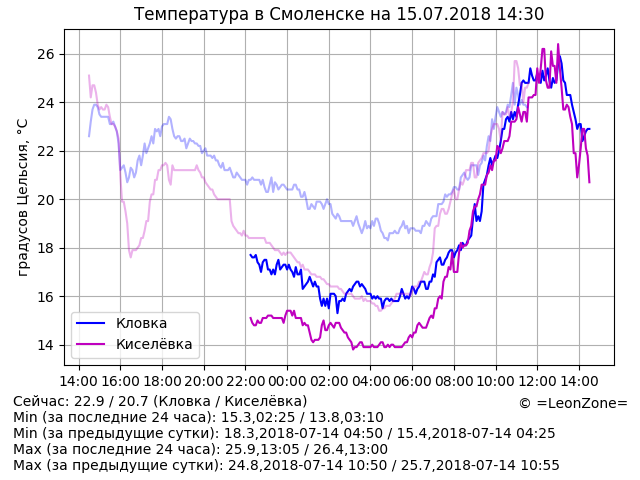 Температура в Смоленске на 15.07.2018 14:30
градусов Цельсия, °C
26
24
22
20
18
16
14
Кловка
Киселёвка
14:00 16:00 18:00 20:00 22:00 00:00 02:00 04:00 06:00 08:00 10:00 12:00 14:00
Сейчас: 22.9 / 20.7 (Кловка / Киселёвка)
© =LeonZone=
Min (за последние 24 часа): 15.3,02:25 / 13.8,03:10
Min (за предыдущие сутки): 18.3,2018-07-14 04:50 / 15.4,2018-07-14 04:25
Max (за последние 24 часа): 25.9,13:05 / 26.4,13:00
Max (за предыдущие сутки): 24.8,2018-07-14 10:50 / 25.7,2018-07-14 10:55